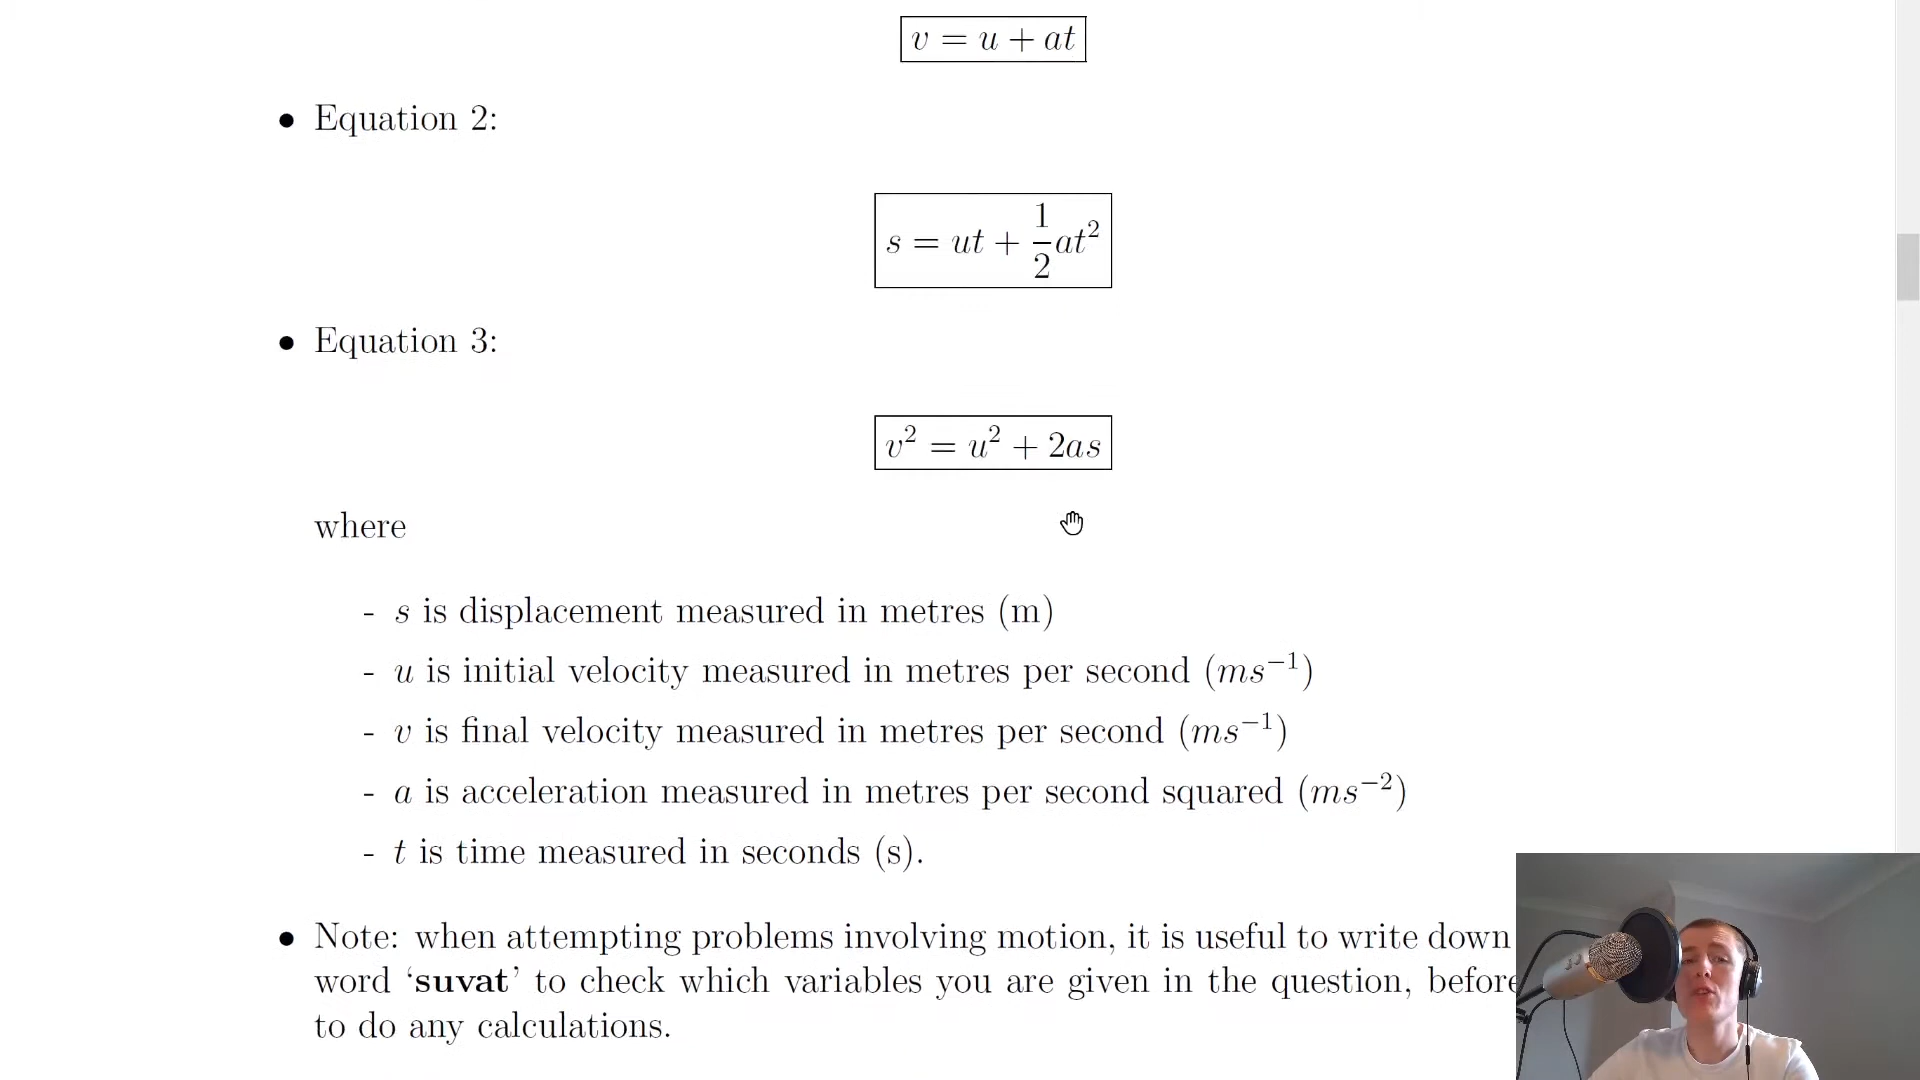 v = u + at
• Equation 2:
s = ut + \frac{1}{2}at²
• Equation 3:
v² = u² + 2as
where
- s is displacement measured in metres (m)
- u is initial velocity measured in metres per second (ms⁻¹)
- v is final velocity measured in metres per second (ms⁻¹)
- a is acceleration measured in metres per second squared (ms⁻²)
- t is time measured in seconds (s).
• Note: when attempting problems involving motion, it is useful to write down
word ‘suvat’ to check which variables you are given in the question, before
to do any calculations.